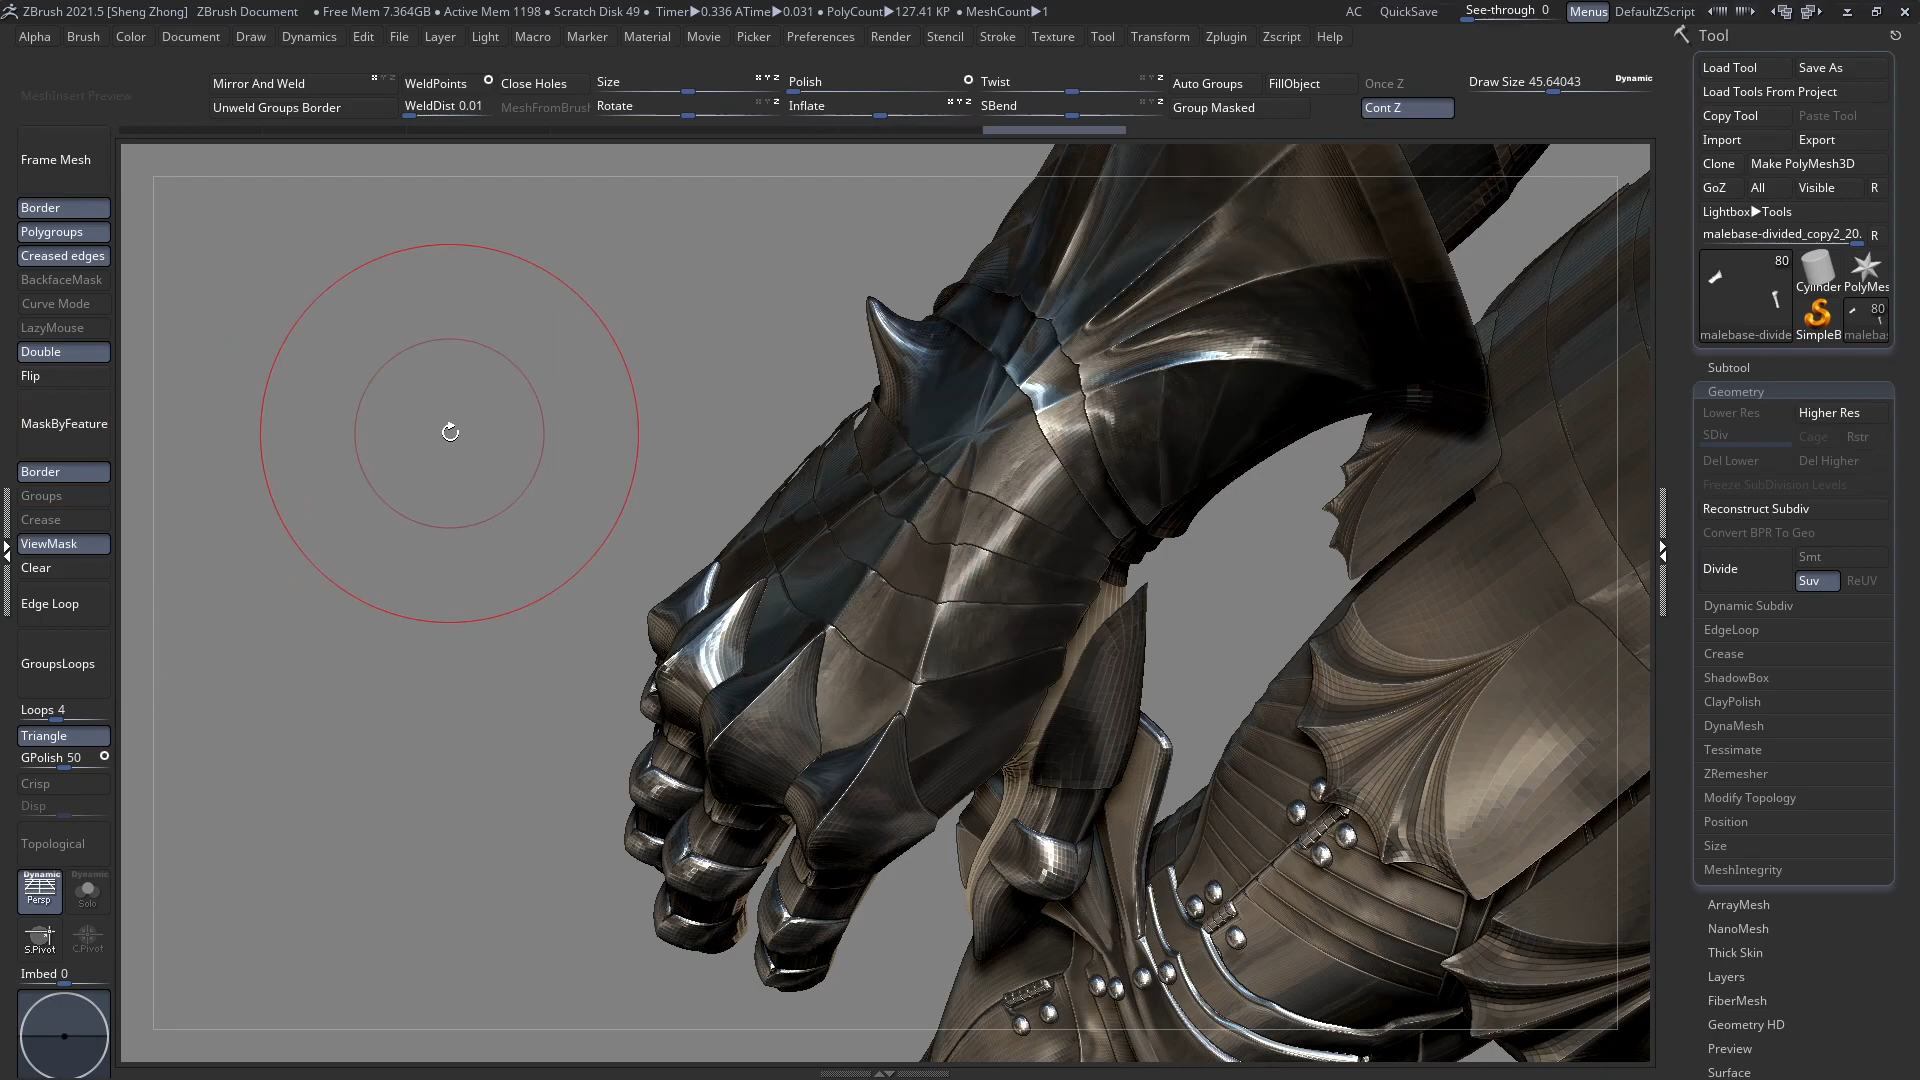 ZBrush 2021.5 [Sheng Zhong] ZBrush Document • Free Mem 7.364GB • Active Mem 1198 • Scratch Disk 49 • Timer▶0.336 ATime▶0.031 • PolyCount▶127.41 KP • MeshCount▶1 AC QuickSave See-through 0 Menus DefaultZScript
Alpha Brush Color Document Draw Dynamics Edit File Layer Light Macro Marker Material Movie Picker Preferences Render Stencil Stroke Texture Tool Transform Zplugin Zscript Help
Tool
MeshInsert Preview
Mirror And Weld WeldPoints Close Holes Size Polish Twist Auto Groups FillObject Once Z Draw Size 45.64043 Dynamic
Unweld Groups Border WeldDist 0.01 MeshFromBrush Rotate Inflate SBend Group Masked Cont Z
Frame Mesh
Border
Polygroups
Creased edges
BackfaceMask
Curve Mode
LazyMouse
Double
Flip
MaskByFeature
Border
Groups
Crease
ViewMask
Clear
Edge Loop
GroupsLoops
Loops 4
Triangle
GPolish 50
Crisp
Disp
Topological
Dynamic Dynamic
Persp Solo
S.Pivot C.Pivot
Imbed 0
Load Tool Save As
Load Tools From Project
Copy Tool Paste Tool
Import Export
Clone Make PolyMesh3D
GoZ All Visible R
Lightbox▶Tools
malebase-divided_copy2_20. R
80
Cylinder PolyMes
80
malebase-divide SimpleB maleba
Subtool
Geometry
Lower Res Higher Res
SDiv Cage Rstr
Del Lower Del Higher
Freeze SubDivision Levels
Reconstruct Subdiv
Convert BPR To Geo
Divide Smt
Suv ReUV
Dynamic Subdiv
EdgeLoop
Crease
ShadowBox
ClayPolish
DynaMesh
Tessimate
ZRemesher
Modify Topology
Position
Size
MeshIntegrity
ArrayMesh
NanoMesh
Thick Skin
Layers
FiberMesh
Geometry HD
Preview
Surface